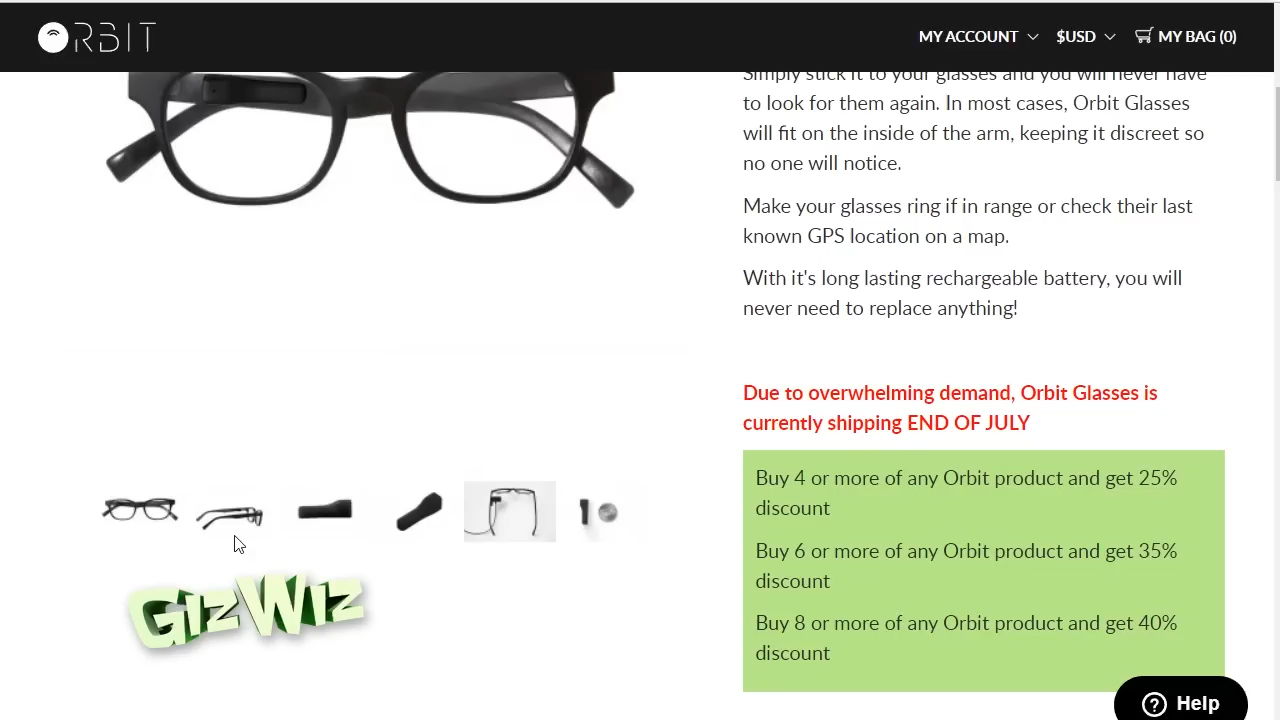 ORBIT
MY ACCOUNT
$USD
MY BAG (0)
Simply stick it to your glasses and you will never have
to look for them again. In most cases, Orbit Glasses
will fit on the inside of the arm, keeping it discreet so
no one will notice.
Make your glasses ring if in range or check their last
known GPS location on a map.
With it's long lasting rechargeable battery, you will
never need to replace anything!
Due to overwhelming demand, Orbit Glasses is
currently shipping END OF JULY
Buy 4 or more of any Orbit product and get 25%
discount
Buy 6 or more of any Orbit product and get 35%
discount
Buy 8 or more of any Orbit product and get 40%
discount
GIZWIZ
? Help